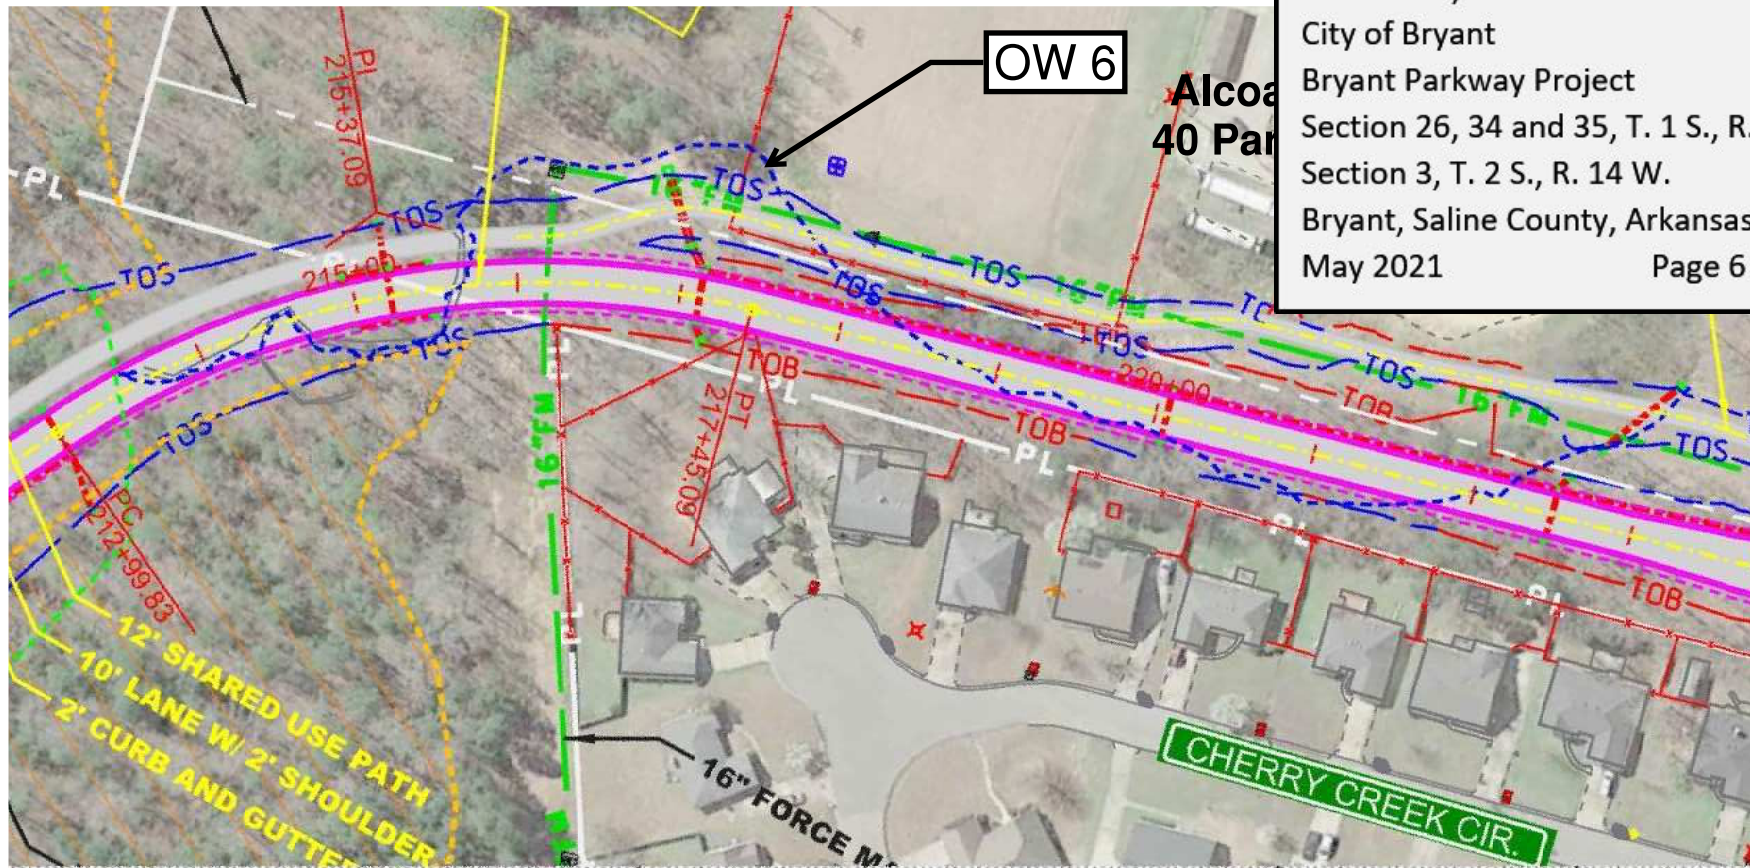 City of Bryant
Bryant Parkway Project
Section 26, 34 and 35, T. 1 S., R.
Section 3, T. 2 S., R. 14 W.
Bryant, Saline County, Arkansas
May 2021 Page 6
OW 6
Alcoa
40 Par
PI
215+37.09
PL
TOS
TOS
TOS
TOS
215+00
TOS
TOS
16"FM
TOS
TOS
TOS
TOS
220+00
TOB
16"FM
TOS
TOS
TOB
PL
TOB
PL
PT
217+45.09
16"FM
PL
PL
TOB
PC
212+99.83
12' SHARED USE PATH
10' LANE W/ 2' SHOULDER
2' CURB AND GUTTER
16" FORCE MA
CHERRY CREEK CIR.